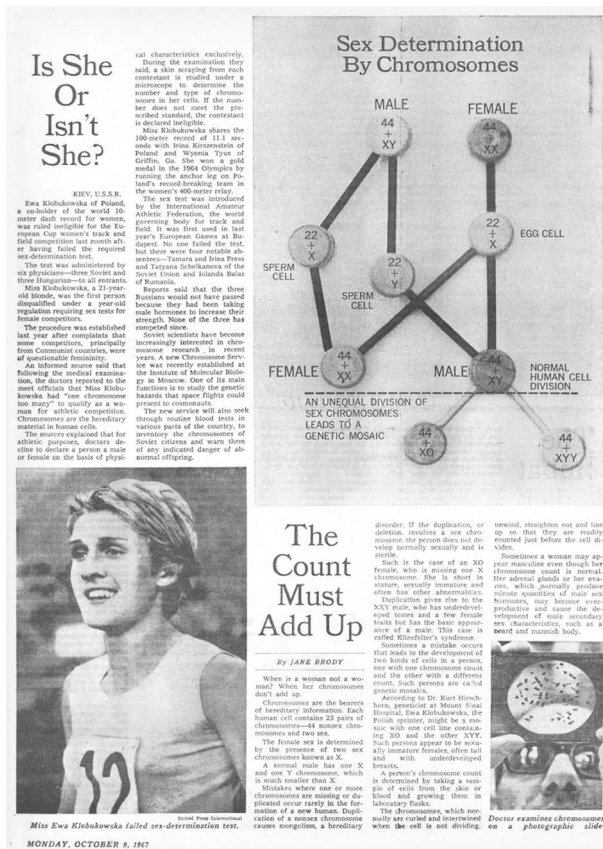 Is She
Or
Isn't
She?
KIEV, U.S.S.R.
Ewa Klobukowska of Poland,
a co-holder of the world 10-
meter dash record for women,
was ruled ineligible for the Eu-
ropean Cup women's track and
field competition last month aft-
er having failed the required
sex-determination test.
The test was administered by
six physicians—three Soviet and
three Hungarian—to all entrants.
Miss Klobukowska, a 21-year-
old blonde, was the first person
disqualified under a year-old
regulation requiring sex tests for
female competitors.
The procedure was established
last year after complaints that
some competitors, principally
from Communist countries, were
of questionable femininity.
An informed source said that
following the medical examina-
tion, the doctors reported to the
meet officials that Miss Klobu-
kowska had "one chromosome
too many" to qualify as a wo-
man for athletic competition.
Chromosomes are the hereditary
material in human cells.
The sources explained that for
athletic purposes, doctors de-
cline to declare a person a male
or female on the basis of physi-
cal characteristics exclusively.
During the examination they
said, a skin scraping from each
contestant is studied under a
microscope to determine the
number and type of chromo-
somes in her cells. If the num-
ber does not meet the pre-
scribed standard, the contestant
is declared ineligible.
Miss Klobukowska shares the
100-meter record of 11.1 sec-
onds with Irina Kirszenstein of
Poland and Wyonia Tyus of
Griffin, Ga. She won a gold
medal in the 1964 Olympics by
running the anchor leg on Po-
land's record-breaking team in
the women's 400-meter relay.
The sex test was introduced
by the International Amateur
Athletic Federation, the world
governing body for track and
field. It was first used in last
year's European Games at Bu-
dapest. No one failed the test,
but there were four notable ab-
sentees—Tamara and Irina Press
and Tatyana Schelkanova of the
Soviet Union and Iolanda Balas
of Rumania.
Reports said that the three
Russians would not have passed
because they had been taking
male hormones to increase their
strength. None of the three has
competed since.
Soviet scientists have become
increasingly interested in chro-
mosome research in recent
years. A new Chromosome Serv-
ice was recently established at
the Institute of Molecular Biolo-
gy in Moscow. One of its main
functions is to study the genetic
hazards that space flights could
present to cosmonauts.
The new service will also seek
through routine blood tests in
various parts of the country, to
inventory the chromosomes of
Soviet citizens and warn them
of any indicated danger of ab-
normal offspring.
Sex Determination
By Chromosomes
MALE
FEMALE
44
+
XY
44
+
XX
22
+
X
22
+
Y
22
+
X
EGG CELL
SPERM
CELL
SPERM
CELL
FEMALE
44
+
XX
MALE
44
NORMAL
HUMAN CELL
DIVISION
AN UNEQUAL DIVISION OF
SEX CHROMOSOMES
LEADS TO A
GENETIC MOSAIC
44
+
XO
44
+
XYY
32
United Press International
Miss Ewa Klobukowska failed sex-determination test.
The
Count
Must
Add Up
By JANE BRODY
When is a woman not a wo-
man? When her chromosomes
don't add up.
Chromosomes are the bearers
of hereditary information. Each
human cell contains 23 pairs of
chromosomes—44 nonsex chro-
mosomes and two sex.
The female sex is determined
by the presence of two sex
chromosomes known as X.
A normal male has one X
and one Y chromosome, which
is much smaller than X.
Mistakes where one or more
chromosomes are missing or du-
plicated occur rarely in the for-
mation of a new human. Dupli-
cation of a nonsex chromosome
causes mongolism, a hereditary
disorder. If the duplication, or
deletion, involves a sex chro-
mosome, the person does not de-
velop normally sexually and is
sterile.
Such is the case of an XO
female, who is missing one X
chromosome. She is short in
stature, sexually immature and
often has other abnormalities.
Duplication gives rise to the
XXY male, who has underdevel-
oped testes and a few female
traits but has the basic appear-
ance of a male. This case is
called Klinefelter's syndrome.
Sometimes a mistake occurs
that leads to the development of
two kinds of cells in a person,
one with one chromosome count
and the other with a different
count. Such persons are called
genetic mosaics.
According to Dr. Kurt Hirsch-
horn, geneticist at Mount Sinai
Hospital, Ewa Klobukowska, the
Polish sprinter, might be a mo-
saic with one cell line contain-
ing XO and the other XYY.
Such persons appear to be sexu-
ally immature females, often tall
and with underdeveloped
breasts.
A person's chromosome count
is determined by taking a sam-
ple of cells from the skin or
blood and growing them in
laboratory flasks.
The chromosomes, which nor-
mally are curled and intertwined
when the cell is not dividing,
unwind, straighten out and line
up so that they are readily
counted just before the cell di-
vides.
Sometimes a woman may ap-
pear masculine even though her
chromosome count is normal.
Her adrenal glands or her ova-
ries, which normally produce
minute quantities of male sex
hormones, may become over-
productive and cause the de-
velopment of male secondary
sex characteristics, such as a
beard and mannish body.
Doctor examines chromosomes
on a photographic slide
MONDAY, OCTOBER 9, 1967